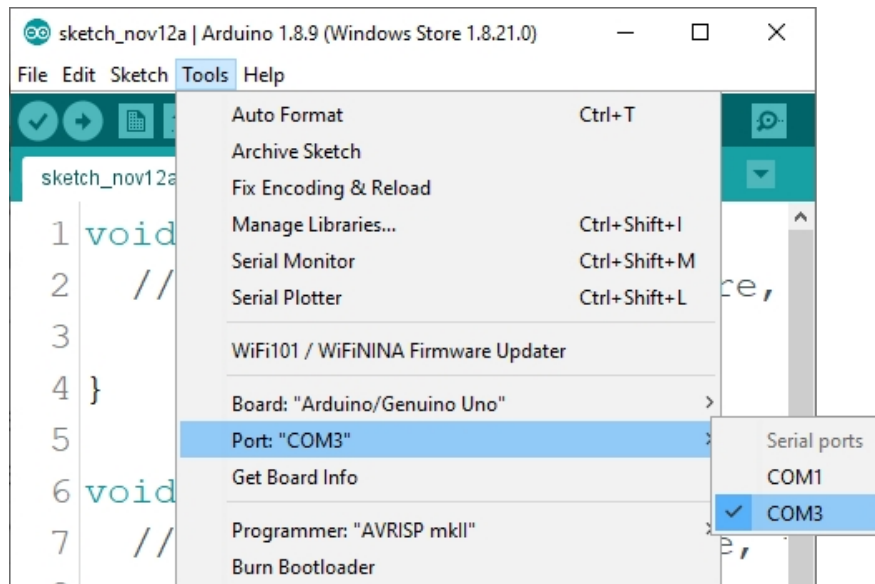 sketch_nov12a | Arduino 1.8.9 (Windows Store 1.8.21.0)
File Edit Sketch Tools Help
sketch_nov12a
Auto Format Ctrl+T
Archive Sketch
Fix Encoding & Reload
Manage Libraries... Ctrl+Shift+I
Serial Monitor Ctrl+Shift+M
Serial Plotter Ctrl+Shift+L
WiFi101 / WiFiNINA Firmware Updater
Board: "Arduino/Genuino Uno"
Port: "COM3"
Get Board Info
Programmer: "AVRISP mkII"
Burn Bootloader
Serial ports
COM1
COM3
1 void
2 // re,
3
4 }
5
6 void
7 // e,